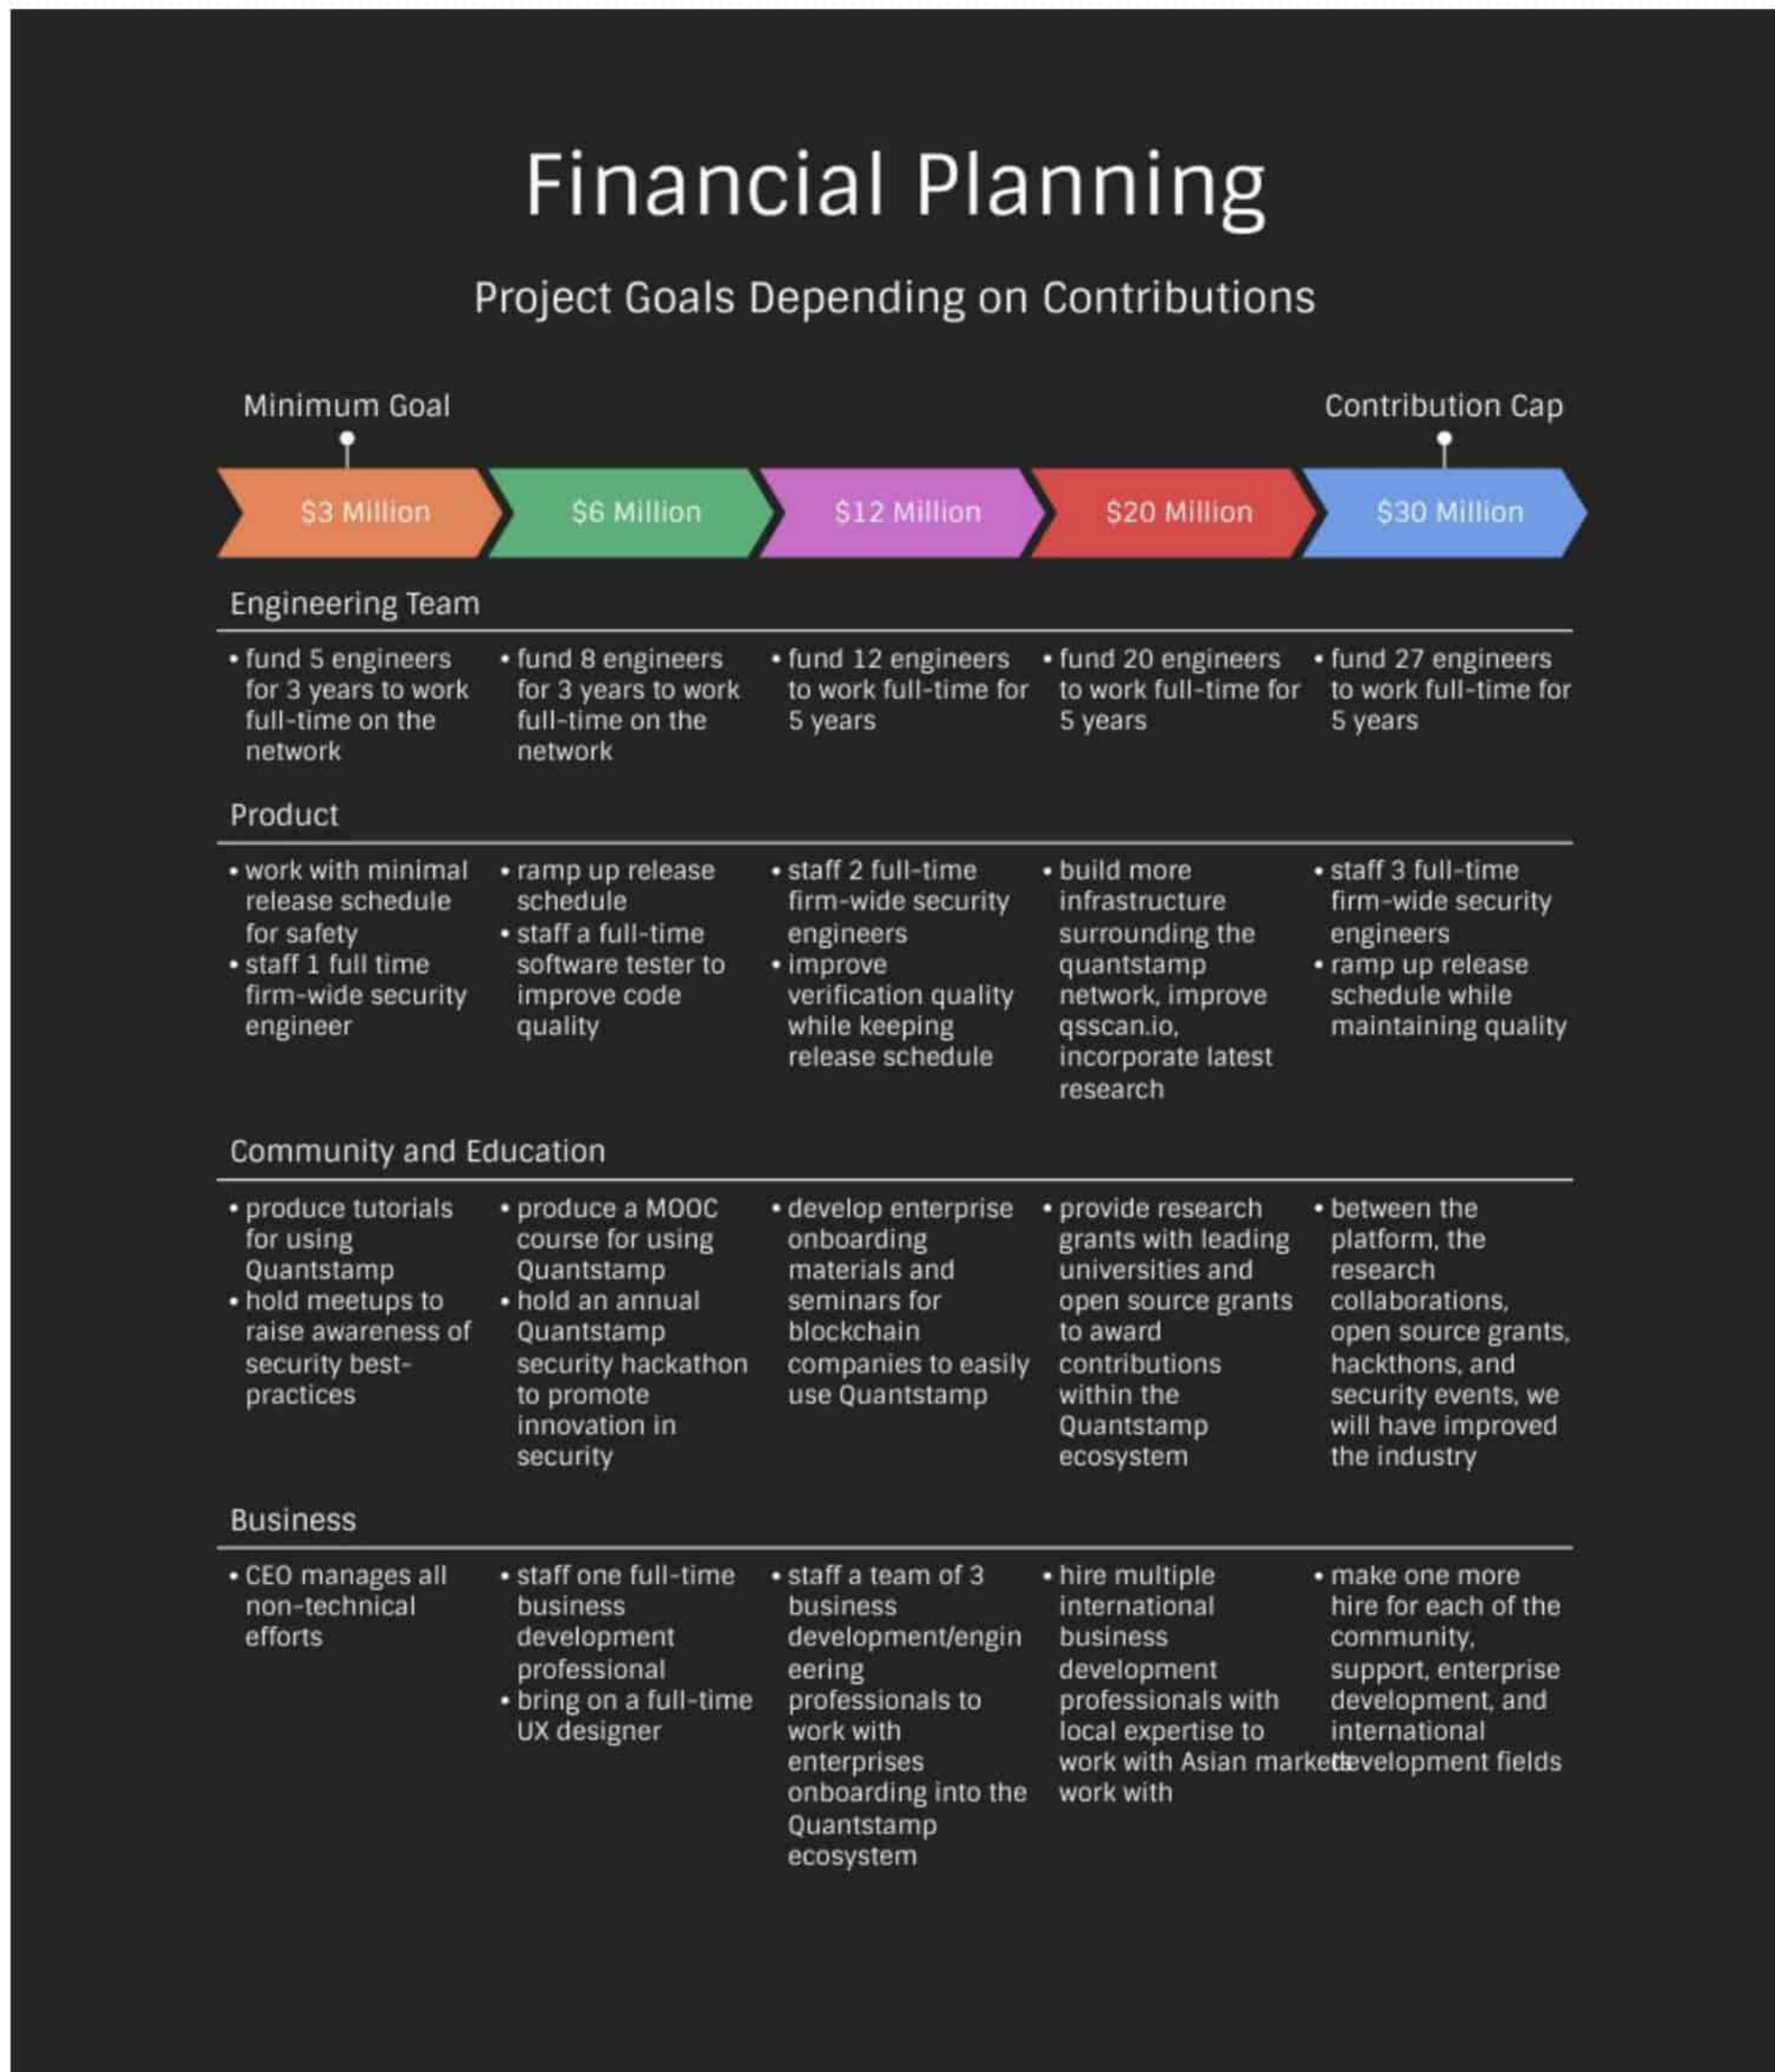 Financial Planning
Project Goals Depending on Contributions
Minimum Goal
Contribution Cap
$3 Million
$6 Million
$12 Million
$20 Million
$30 Million
Engineering Team
• fund 5 engineers
for 3 years to work
full-time on the
network
• fund 8 engineers
for 3 years to work
full-time on the
network
• fund 12 engineers
to work full-time for
5 years
• fund 20 engineers
to work full-time for
5 years
• fund 27 engineers
to work full-time for
5 years
Product
• work with minimal
release schedule
for safety
• staff 1 full time
firm-wide security
engineer
• ramp up release
schedule
• staff a full-time
software tester to
improve code
quality
• staff 2 full-time
firm-wide security
engineers
• improve
verification quality
while keeping
release schedule
• build more
infrastructure
surrounding the
quantstamp
network, improve
qsscan.io,
incorporate latest
research
• staff 3 full-time
firm-wide security
engineers
• ramp up release
schedule while
maintaining quality
Community and Education
• produce tutorials
for using
Quantstamp
• hold meetups to
raise awareness of
security best-
practices
• produce a MOOC
course for using
Quantstamp
• hold an annual
Quantstamp
security hackathon
to promote
innovation in
security
• develop enterprise
onboarding
materials and
seminars for
blockchain
companies to easily
use Quantstamp
• provide research
grants with leading
universities and
open source grants
to award
contributions
within the
Quantstamp
ecosystem
• between the
platform, the
research
collaborations,
open source grants,
hackthons, and
security events, we
will have improved
the industry
Business
• CEO manages all
non-technical
efforts
• staff one full-time
business
development
professional
• bring on a full-time
UX designer
• staff a team of 3
business
development/engin
eering
professionals to
work with
enterprises
onboarding into the
Quantstamp
ecosystem
• hire multiple
international
business
development
professionals with
local expertise to
work with Asian markets
work with
• make one more
hire for each of the
community,
support, enterprise
development, and
international
development fields